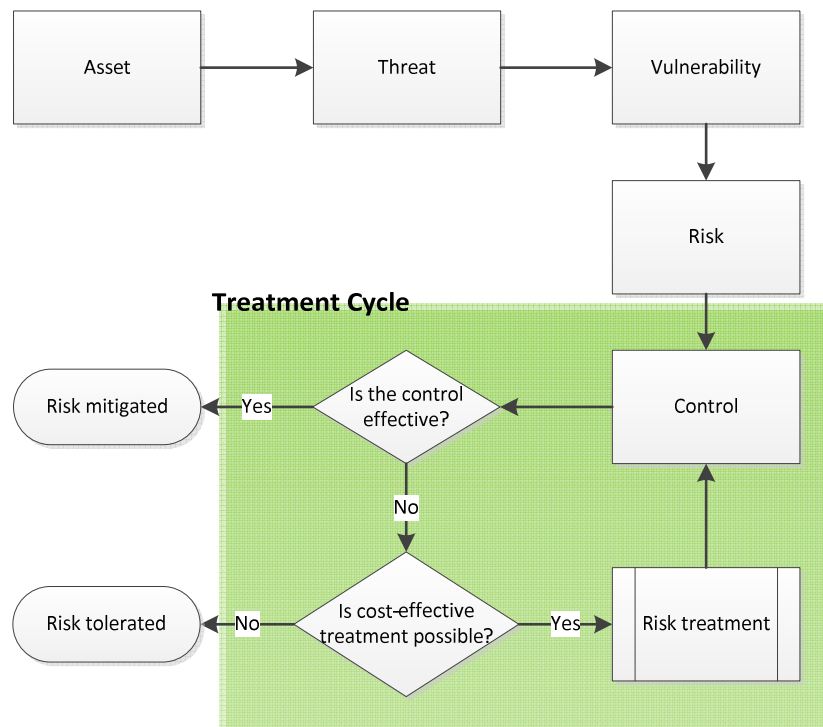 Asset
Threat
Vulnerability
Risk
Treatment Cycle
Risk mitigated
Yes
Is the control
effective?
Control
No
Risk tolerated
No
Is cost-effective
treatment possible?
Yes
Risk treatment